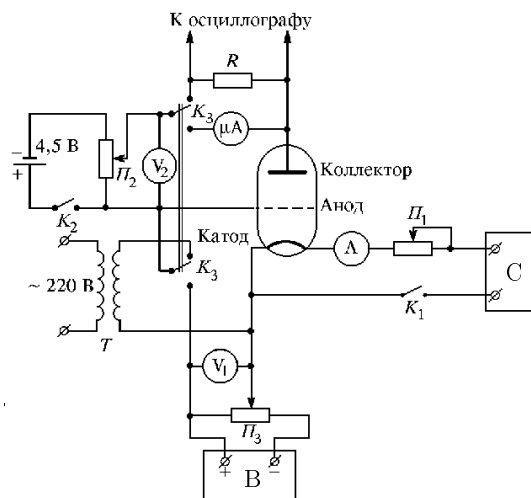 К осциллографу
R
K₃
μA
− 4,5 В
+
П₂
V₂
Коллектор
Анод
K₂
Катод
П₁
A
K₃
~ 220 В
С
K₁
T
V₁
П₃
+ −
В